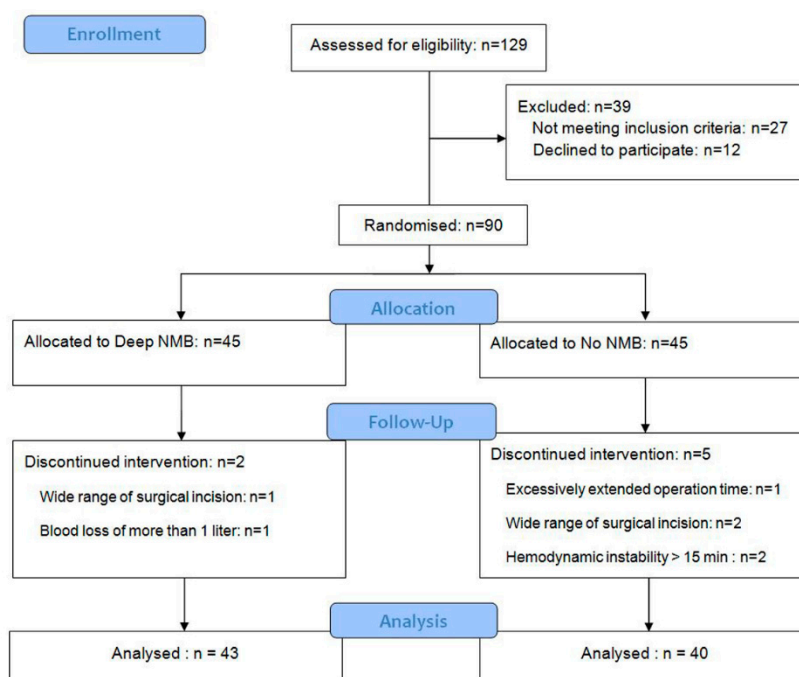 Enrollment
Assessed for eligibility: n=129
Excluded: n=39
Not meeting inclusion criteria: n=27
Declined to participate: n=12
Randomised: n=90
Allocation
Allocated to Deep NMB: n=45
Allocated to No NMB: n=45
Follow-Up
Discontinued intervention: n=2
Wide range of surgical incision: n=1
Blood loss of more than 1 liter: n=1
Discontinued intervention: n=5
Excessively extended operation time: n=1
Wide range of surgical incision: n=2
Hemodynamic instability > 15 min : n=2
Analysis
Analysed : n = 43
Analysed : n = 40